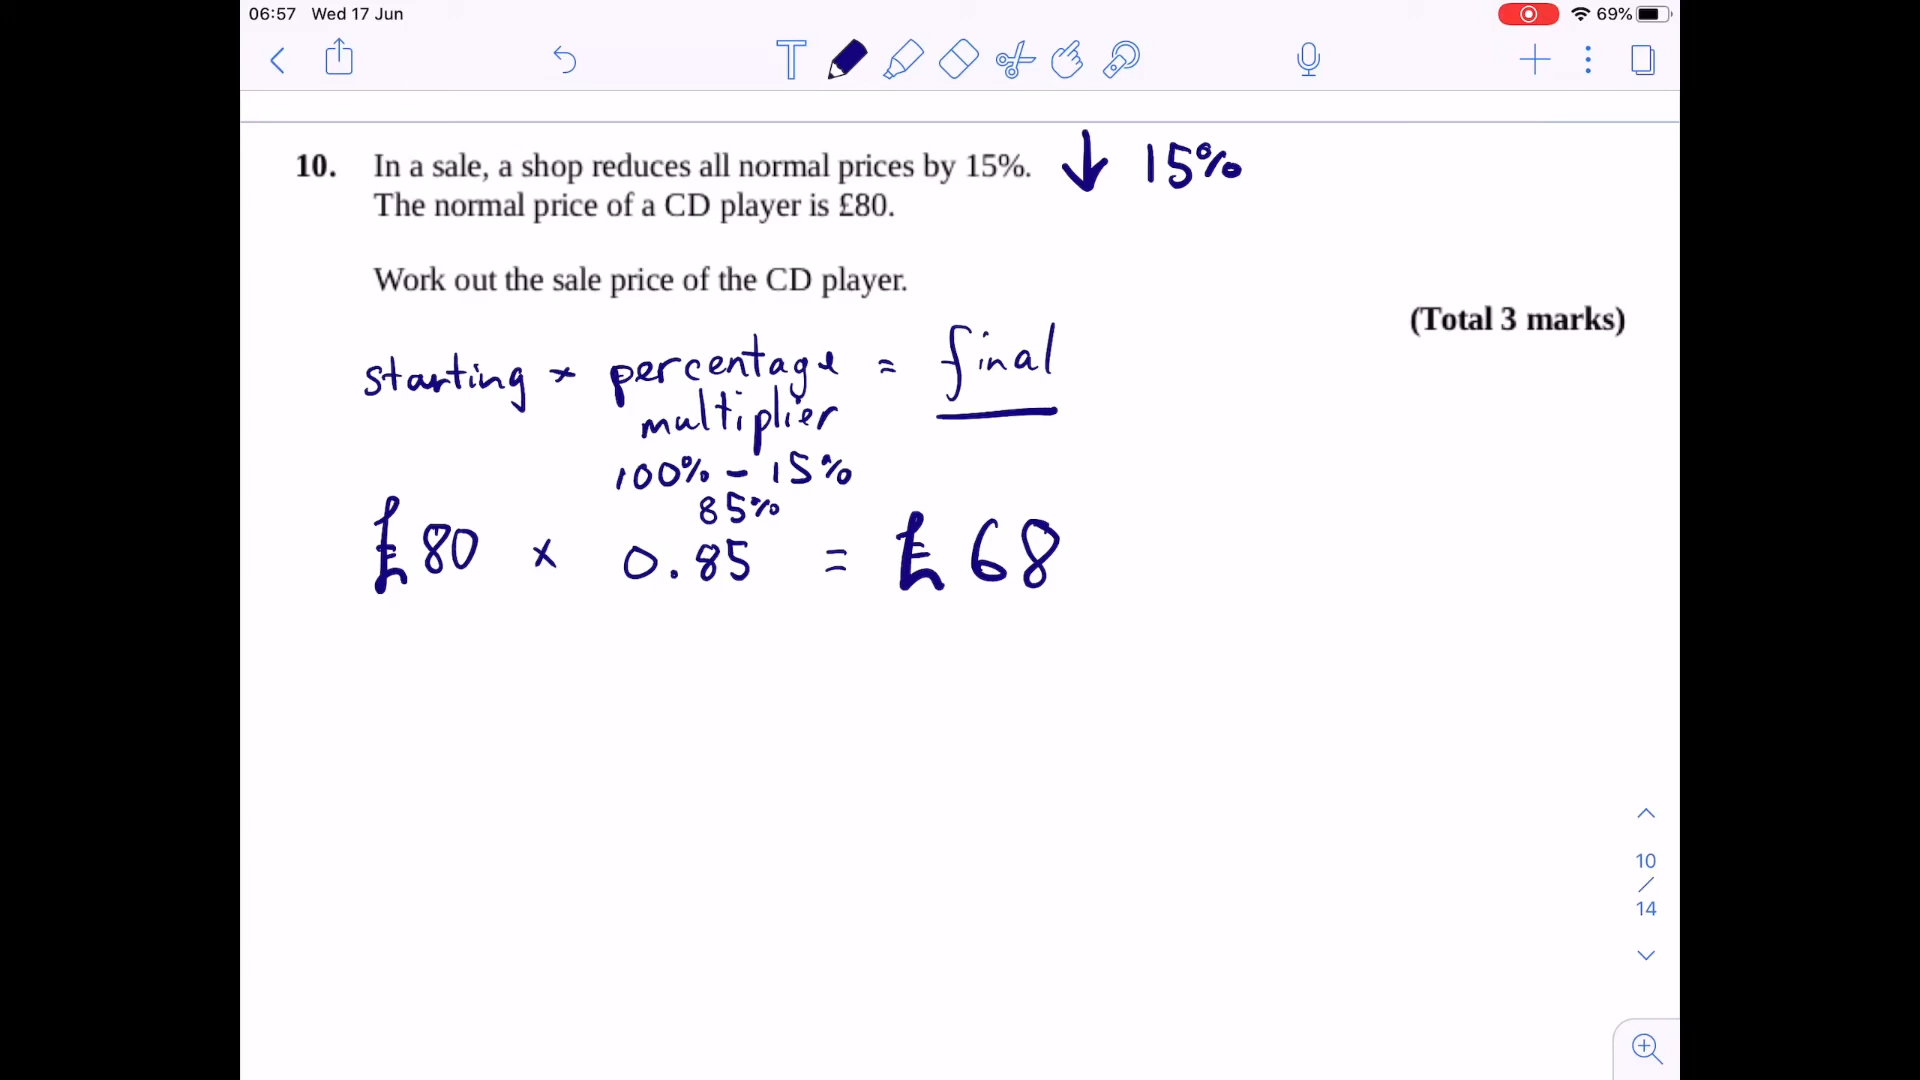 06:57 Wed 17 Jun
69%
T
10. In a sale, a shop reduces all normal prices by 15%. ↓ 15%
The normal price of a CD player is £80.
Work out the sale price of the CD player.
(Total 3 marks)
starting × percentage = final
multiplier
100% - 15%
85%
£80 × 0.85 = £68
10
/
14